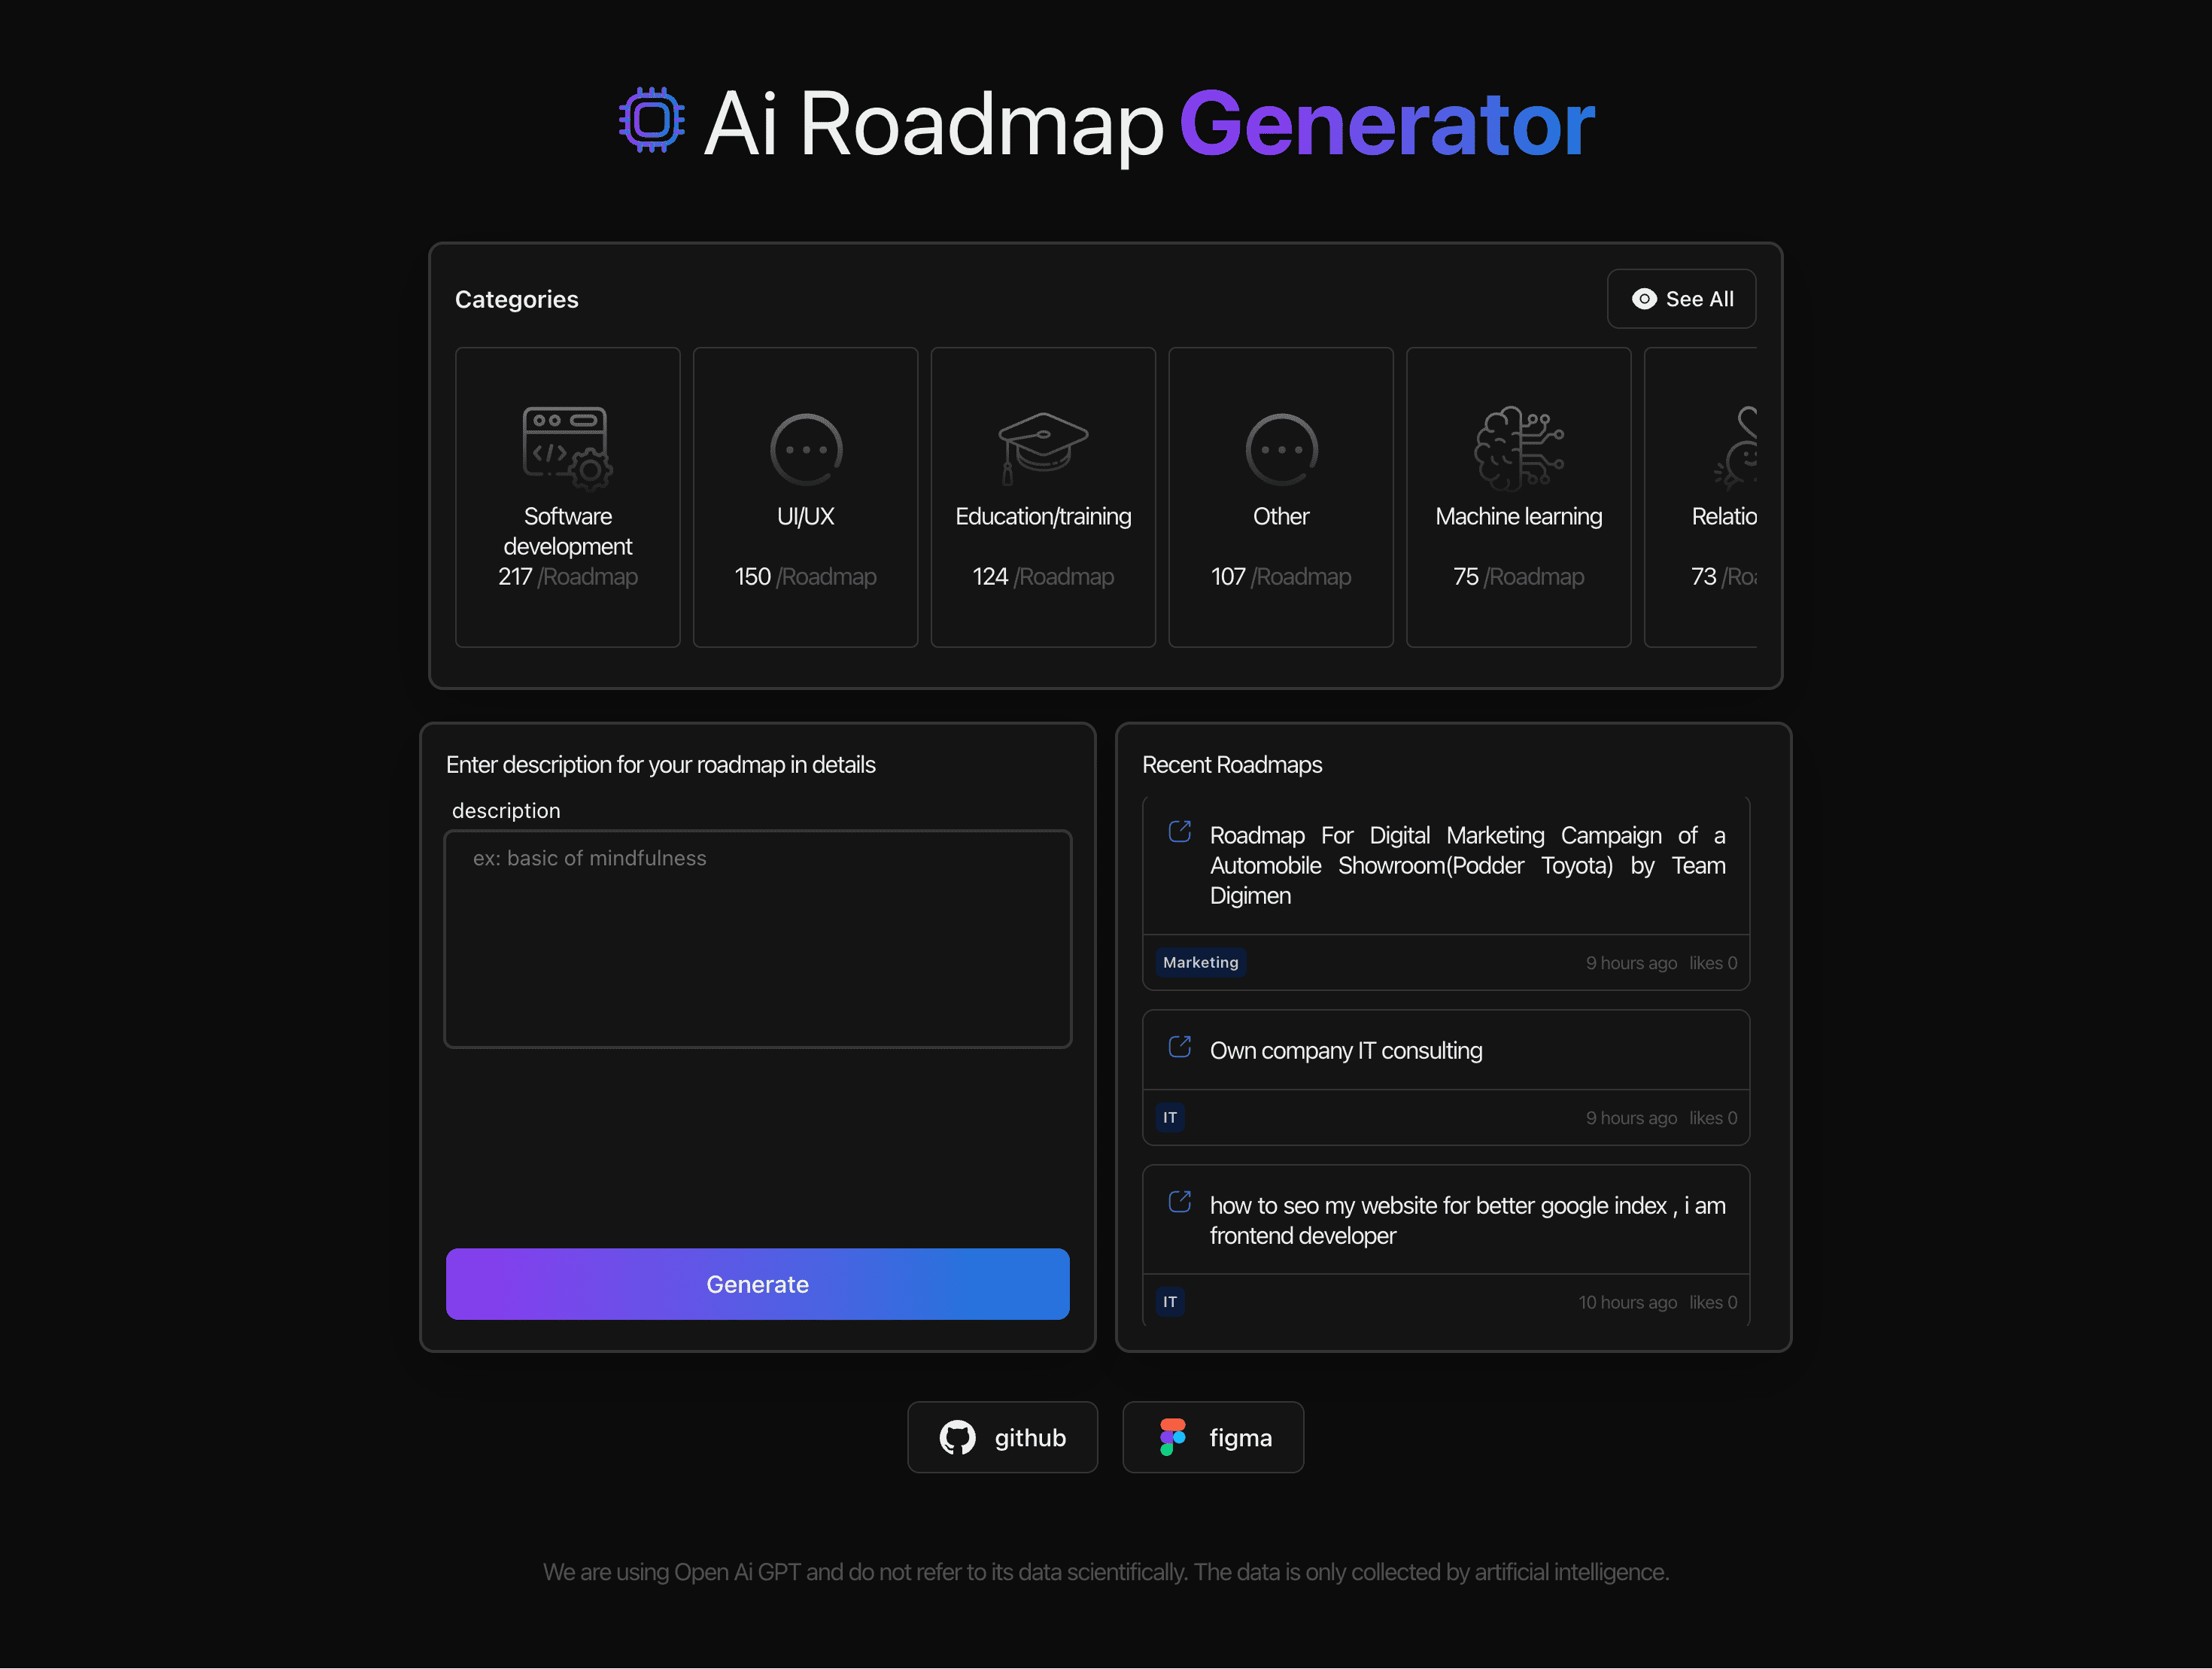 Ai Roadmap Generator
Categories
See All
Software
development
217 /Roadmap
UI/UX
150 /Roadmap
Education/training
124 /Roadmap
Other
107 /Roadmap
Machine learning
75 /Roadmap
Relatio
73 /Roa
Enter description for your roadmap in details
description
ex: basic of mindfulness
Generate
Recent Roadmaps
Roadmap For Digital Marketing Campaign of a
Automobile Showroom(Podder Toyota) by Team
Digimen
Marketing
9 hours ago likes 0
Own company IT consulting
IT
9 hours ago likes 0
how to seo my website for better google index , i am
frontend developer
IT
10 hours ago likes 0
github
figma
We are using Open Ai GPT and do not refer to its data scientifically. The data is only collected by artificial intelligence.